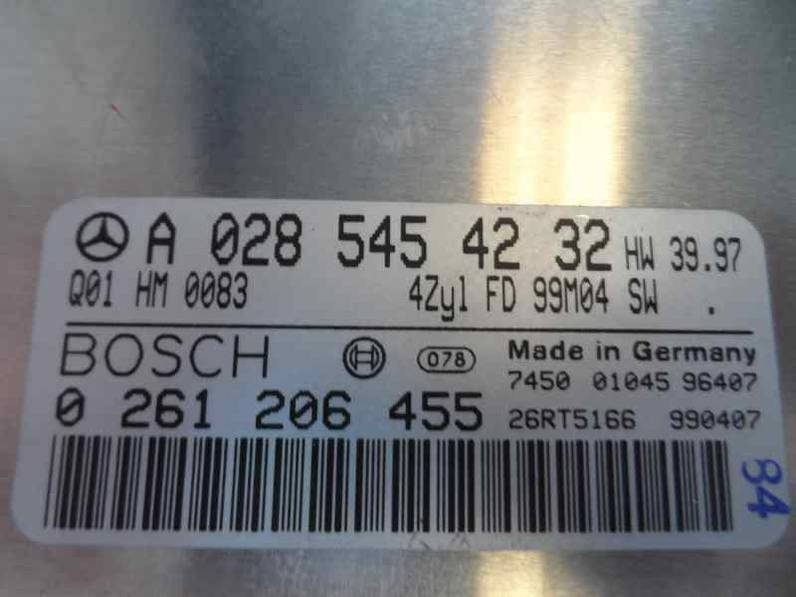 A 028 545 42 32 HW 39.97
Q01 HM 0083 4Zyl FD 99M04 SW .
BOSCH 078 Made in Germany
7450 01045 96407
0 261 206 455 26RT5166 990407
84